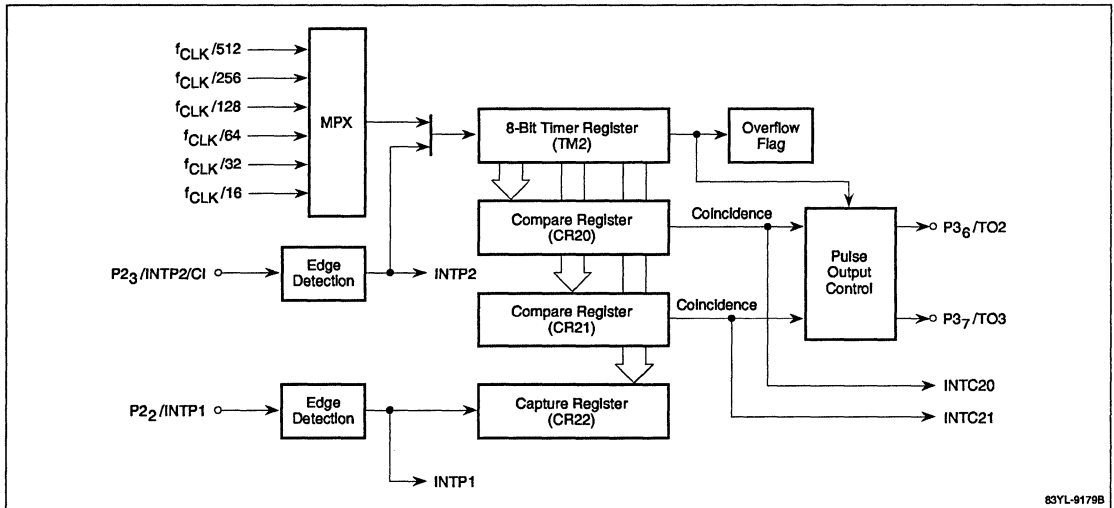 fCLK/512
fCLK/256
fCLK/128
fCLK/64
fCLK/32
fCLK/16
MPX
8-Bit Timer Register
(TM2)
Overflow
Flag
Compare Register
(CR20)
Coincidence
P36/TO2
Pulse
Output
Control
P23/INTP2/CI
Edge
Detection
INTP2
Compare Register
(CR21)
Coincidence
P37/TO3
INTC20
P22/INTP1
Edge
Detection
Capture Register
(CR22)
INTC21
INTP1
83YL-9179B